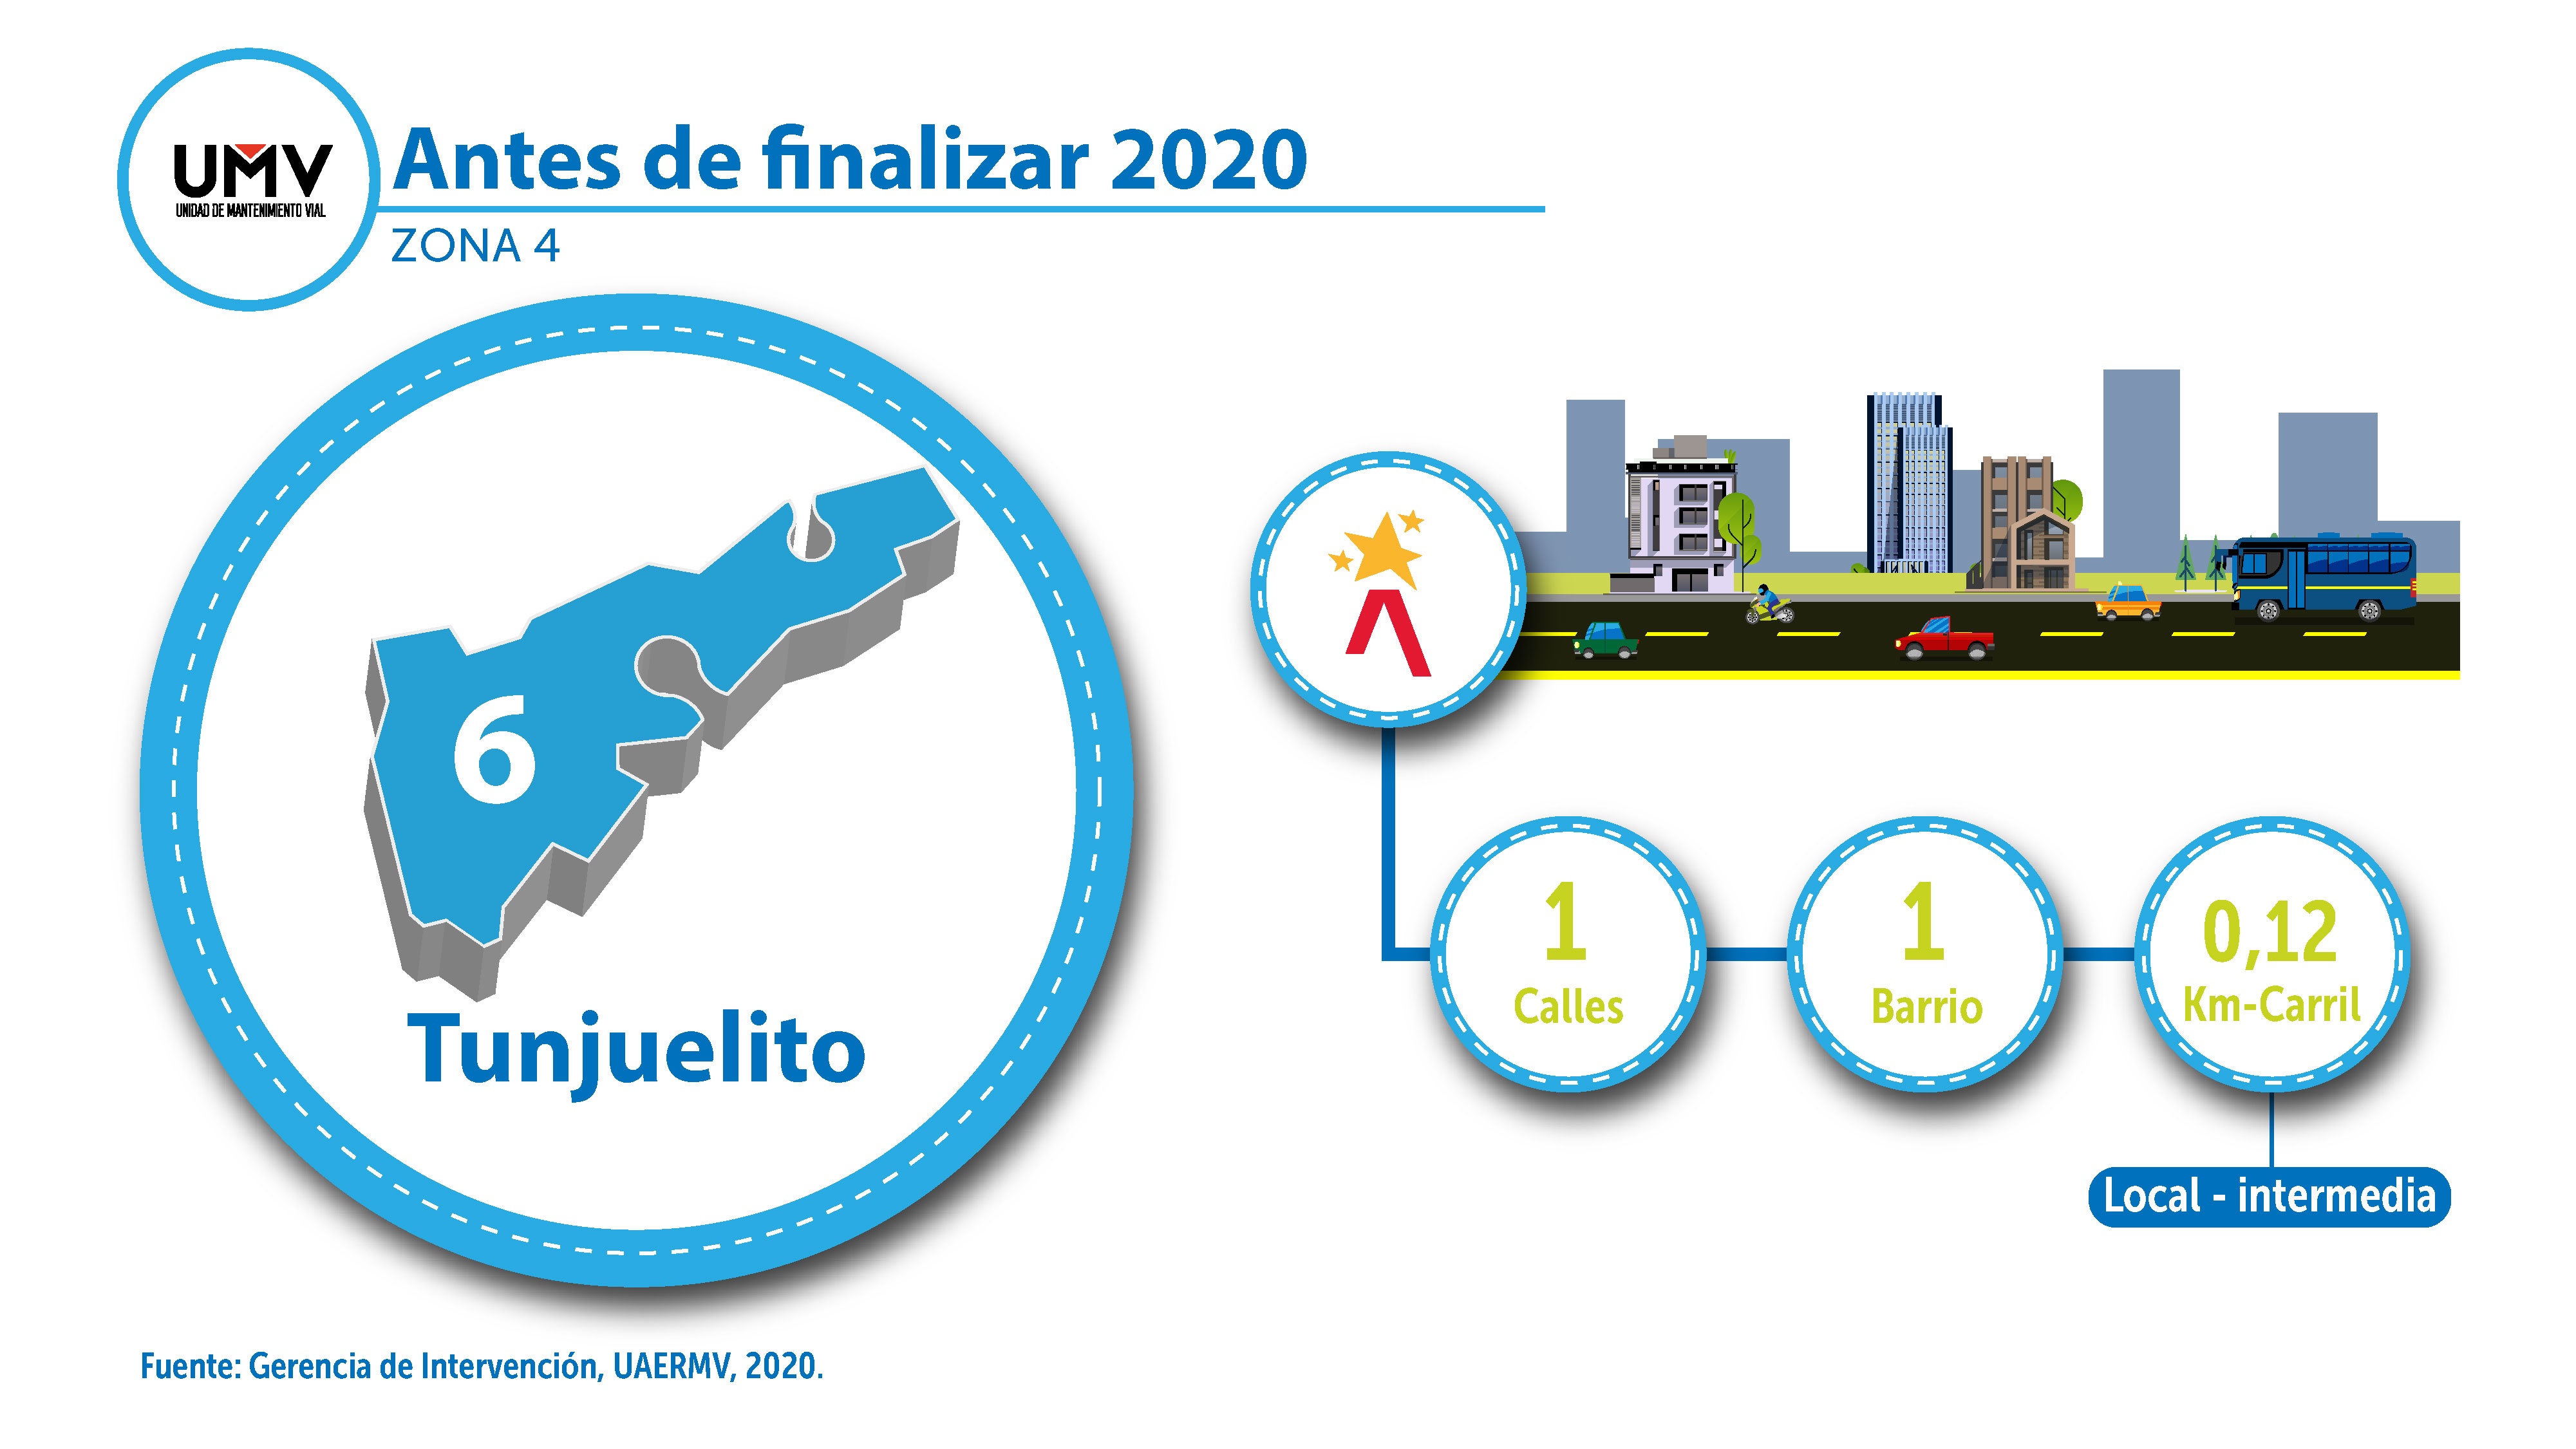 UMV
UNIDAD DE MANTENIMIENTO VIAL
Antes de finalizar 2020
ZONA 4
6
Tunjuelito
1
Calles
1
Barrio
0,12
Km-Carril
Local - intermedia
Fuente: Gerencia de Intervención, UAERMV, 2020.